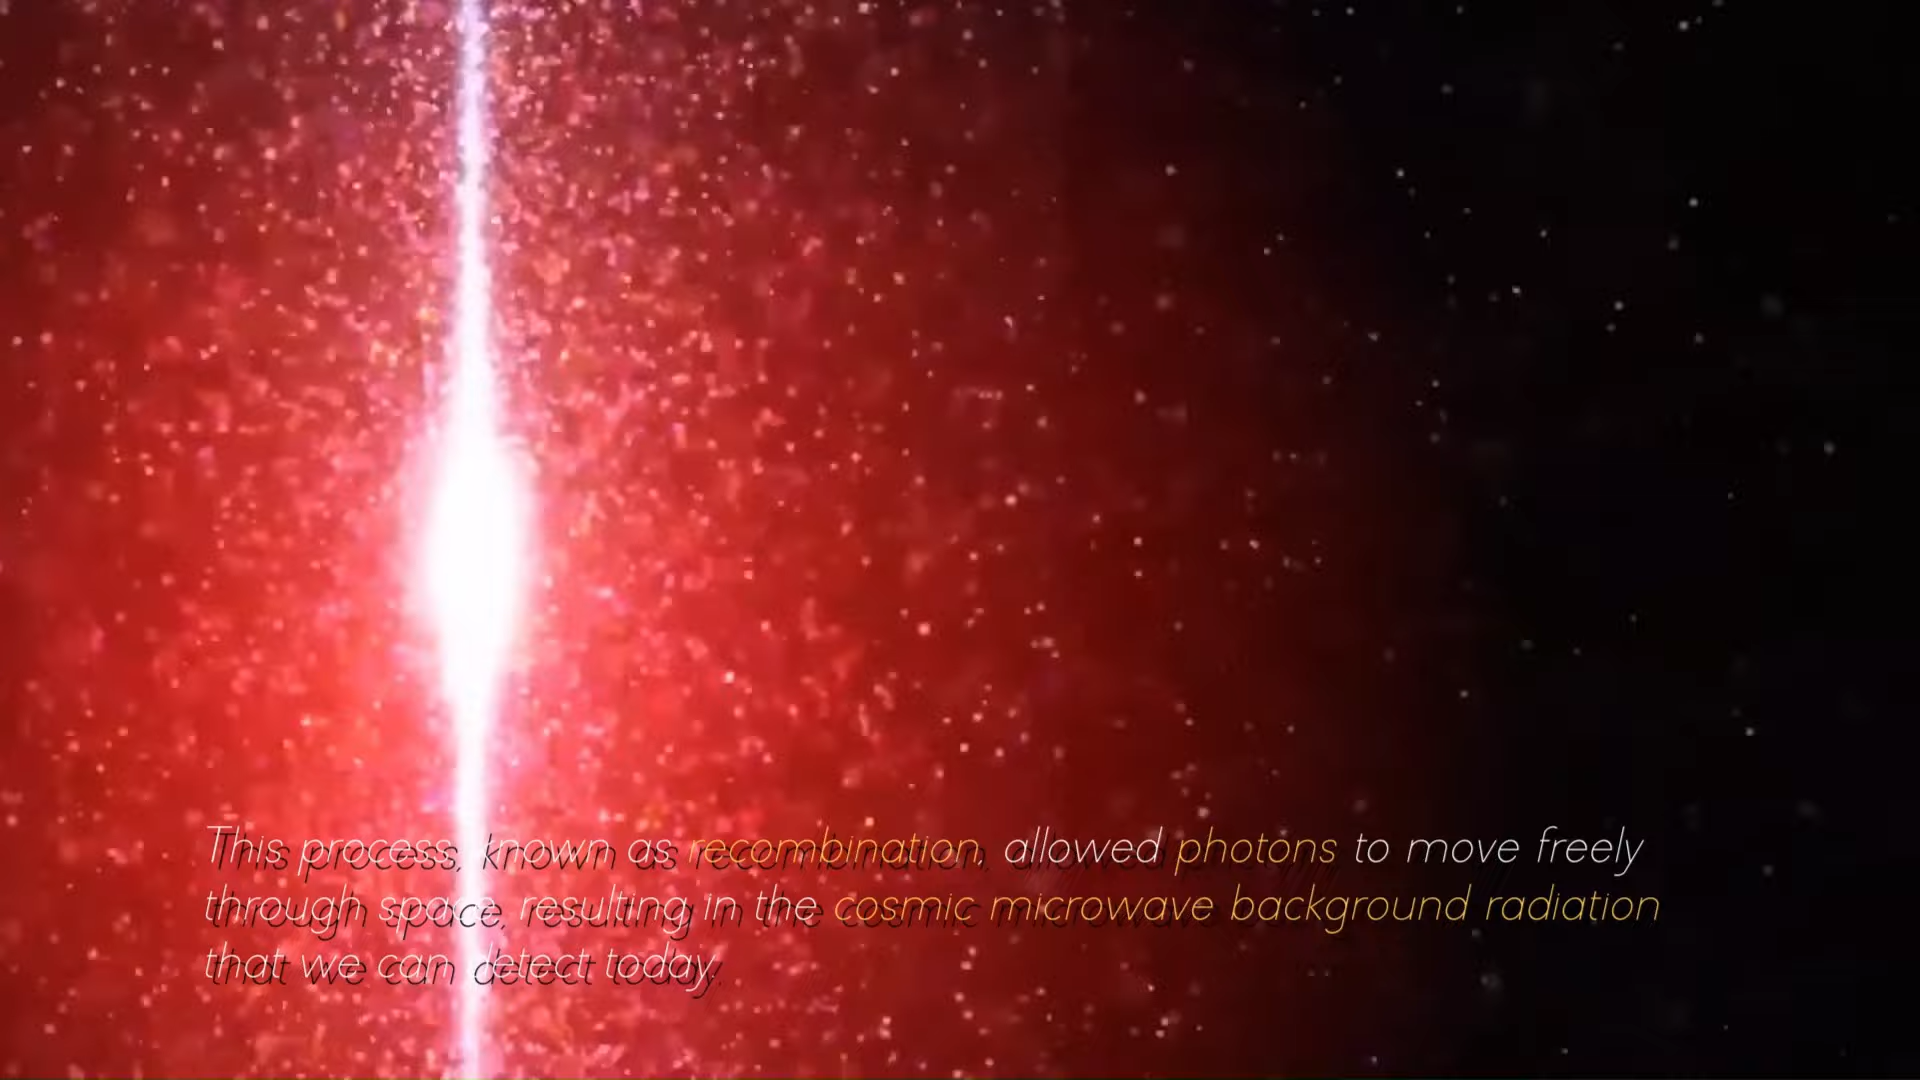 This process, known as recombination, allowed photons to move freely
through space, resulting in the cosmic microwave background radiation
that we can detect today.